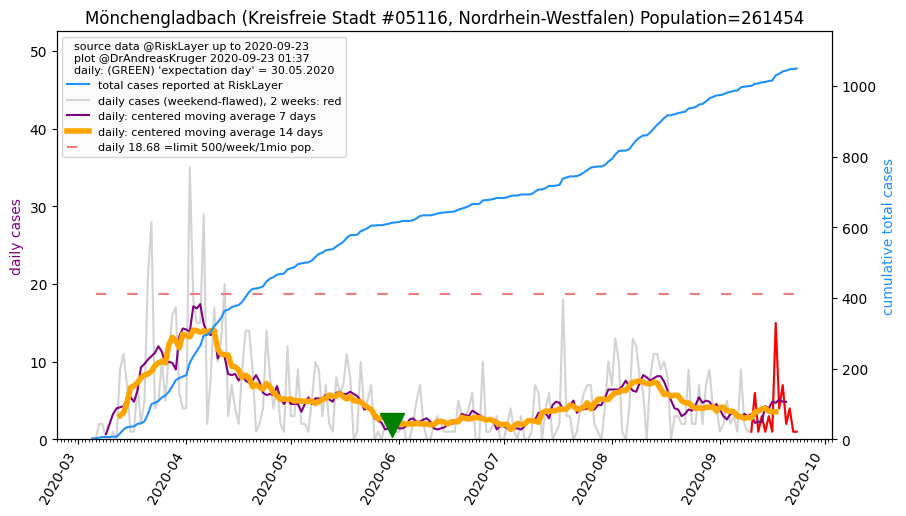 Mönchengladbach (Kreisfreie Stadt #05116, Nordrhein-Westfalen) Population=261454
source data @RiskLayer up to 2020-09-23
plot @DrAndreasKruger 2020-09-23 01:37
daily: (GREEN) 'expectation day' = 30.05.2020
total cases reported at RiskLayer
daily cases (weekend-flawed), 2 weeks: red
daily: centered moving average 7 days
daily: centered moving average 14 days
daily 18.68 =limit 500/week/1mio pop.
daily cases
50
40
30
20
10
0
cumulative total cases
1000
800
600
400
200
0
2020-03
2020-04
2020-05
2020-06
2020-07
2020-08
2020-09
2020-10